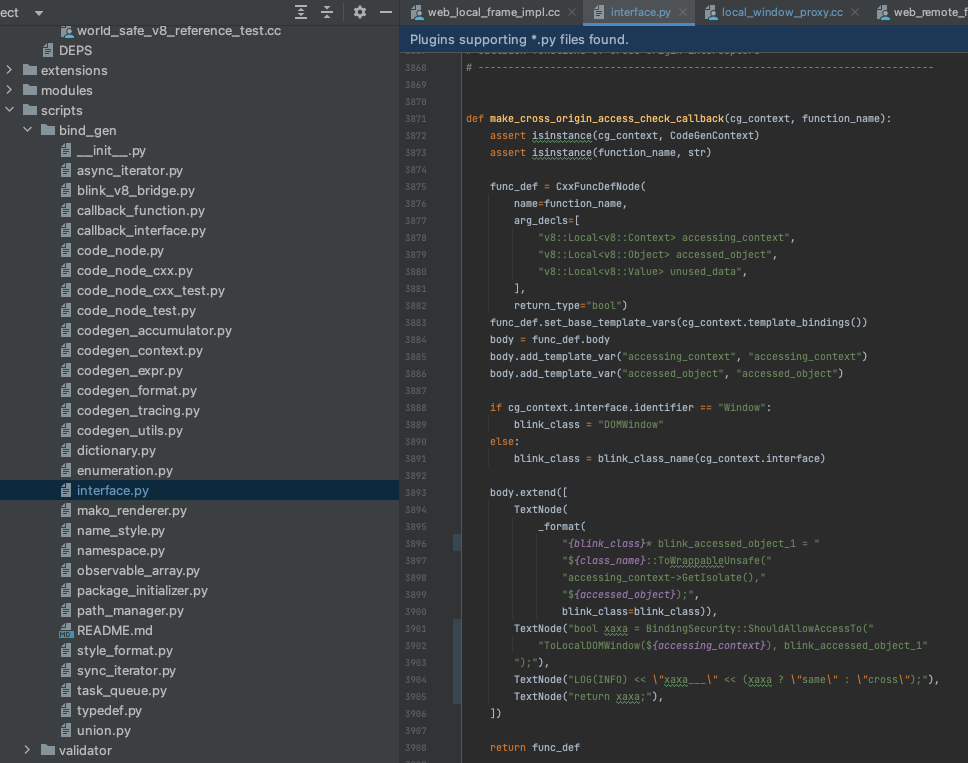 ect
world_safe_v8_reference_test.cc
DEPS
extensions
modules
scripts
bind_gen
__init__.py
async_iterator.py
blink_v8_bridge.py
callback_function.py
callback_interface.py
code_node.py
code_node_cxx.py
code_node_cxx_test.py
code_node_test.py
codegen_accumulator.py
codegen_context.py
codegen_expr.py
codegen_format.py
codegen_tracing.py
codegen_utils.py
dictionary.py
enumeration.py
interface.py
mako_renderer.py
name_style.py
namespace.py
observable_array.py
package_initializer.py
path_manager.py
README.md
style_format.py
sync_iterator.py
task_queue.py
typedef.py
union.py
validator
web_local_frame_impl.cc
interface.py
local_window_proxy.cc
web_remote_f
Plugins supporting *.py files found.
3868 # ----------------------------------------------------------------------------
3869
3870
3871 def make_cross_origin_access_check_callback(cg_context, function_name):
3872     assert isinstance(cg_context, CodeGenContext)
3873     assert isinstance(function_name, str)
3874
3875     func_def = CxxFuncDefNode(
3876         name=function_name,
3877         arg_decls=[
3878             "v8::Local<v8::Context> accessing_context",
3879             "v8::Local<v8::Object> accessed_object",
3880             "v8::Local<v8::Value> unused_data",
3881         ],
3882         return_type="bool")
3883     func_def.set_base_template_vars(cg_context.template_bindings())
3884     body = func_def.body
3885     body.add_template_var("accessing_context", "accessing_context")
3886     body.add_template_var("accessed_object", "accessed_object")
3887
3888     if cg_context.interface.identifier == "Window":
3889         blink_class = "DOMWindow"
3890     else:
3891         blink_class = blink_class_name(cg_context.interface)
3892
3893     body.extend([
3894         TextNode(
3895             _format(
3896                 "{blink_class}* blink_accessed_object_1 = "
3897                 "${class_name}::ToWrappableUnsafe("
3898                 "accessing_context->GetIsolate(),"
3899                 "${accessed_object});",
3900                 blink_class=blink_class)),
3901         TextNode("bool xaxa = BindingSecurity::ShouldAllowAccessTo("
3902             "ToLocalDOMWindow(${accessing_context}), blink_accessed_object_1"
3903         ");"),
3904         TextNode("LOG(INFO) << \"xaxa___\" << (xaxa ? \"same\" : \"cross\");"),
3905         TextNode("return xaxa;"),
3906     ])
3907
3908     return func_def